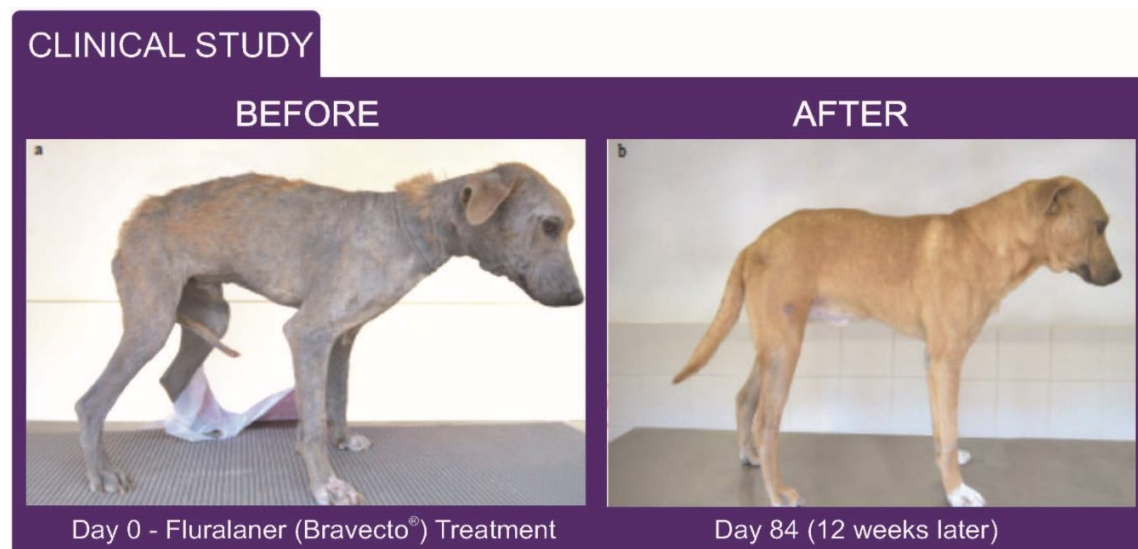 CLINICAL STUDY
BEFORE
AFTER
a
b
Day 0 - Fluralaner (Bravecto®) Treatment
Day 84 (12 weeks later)